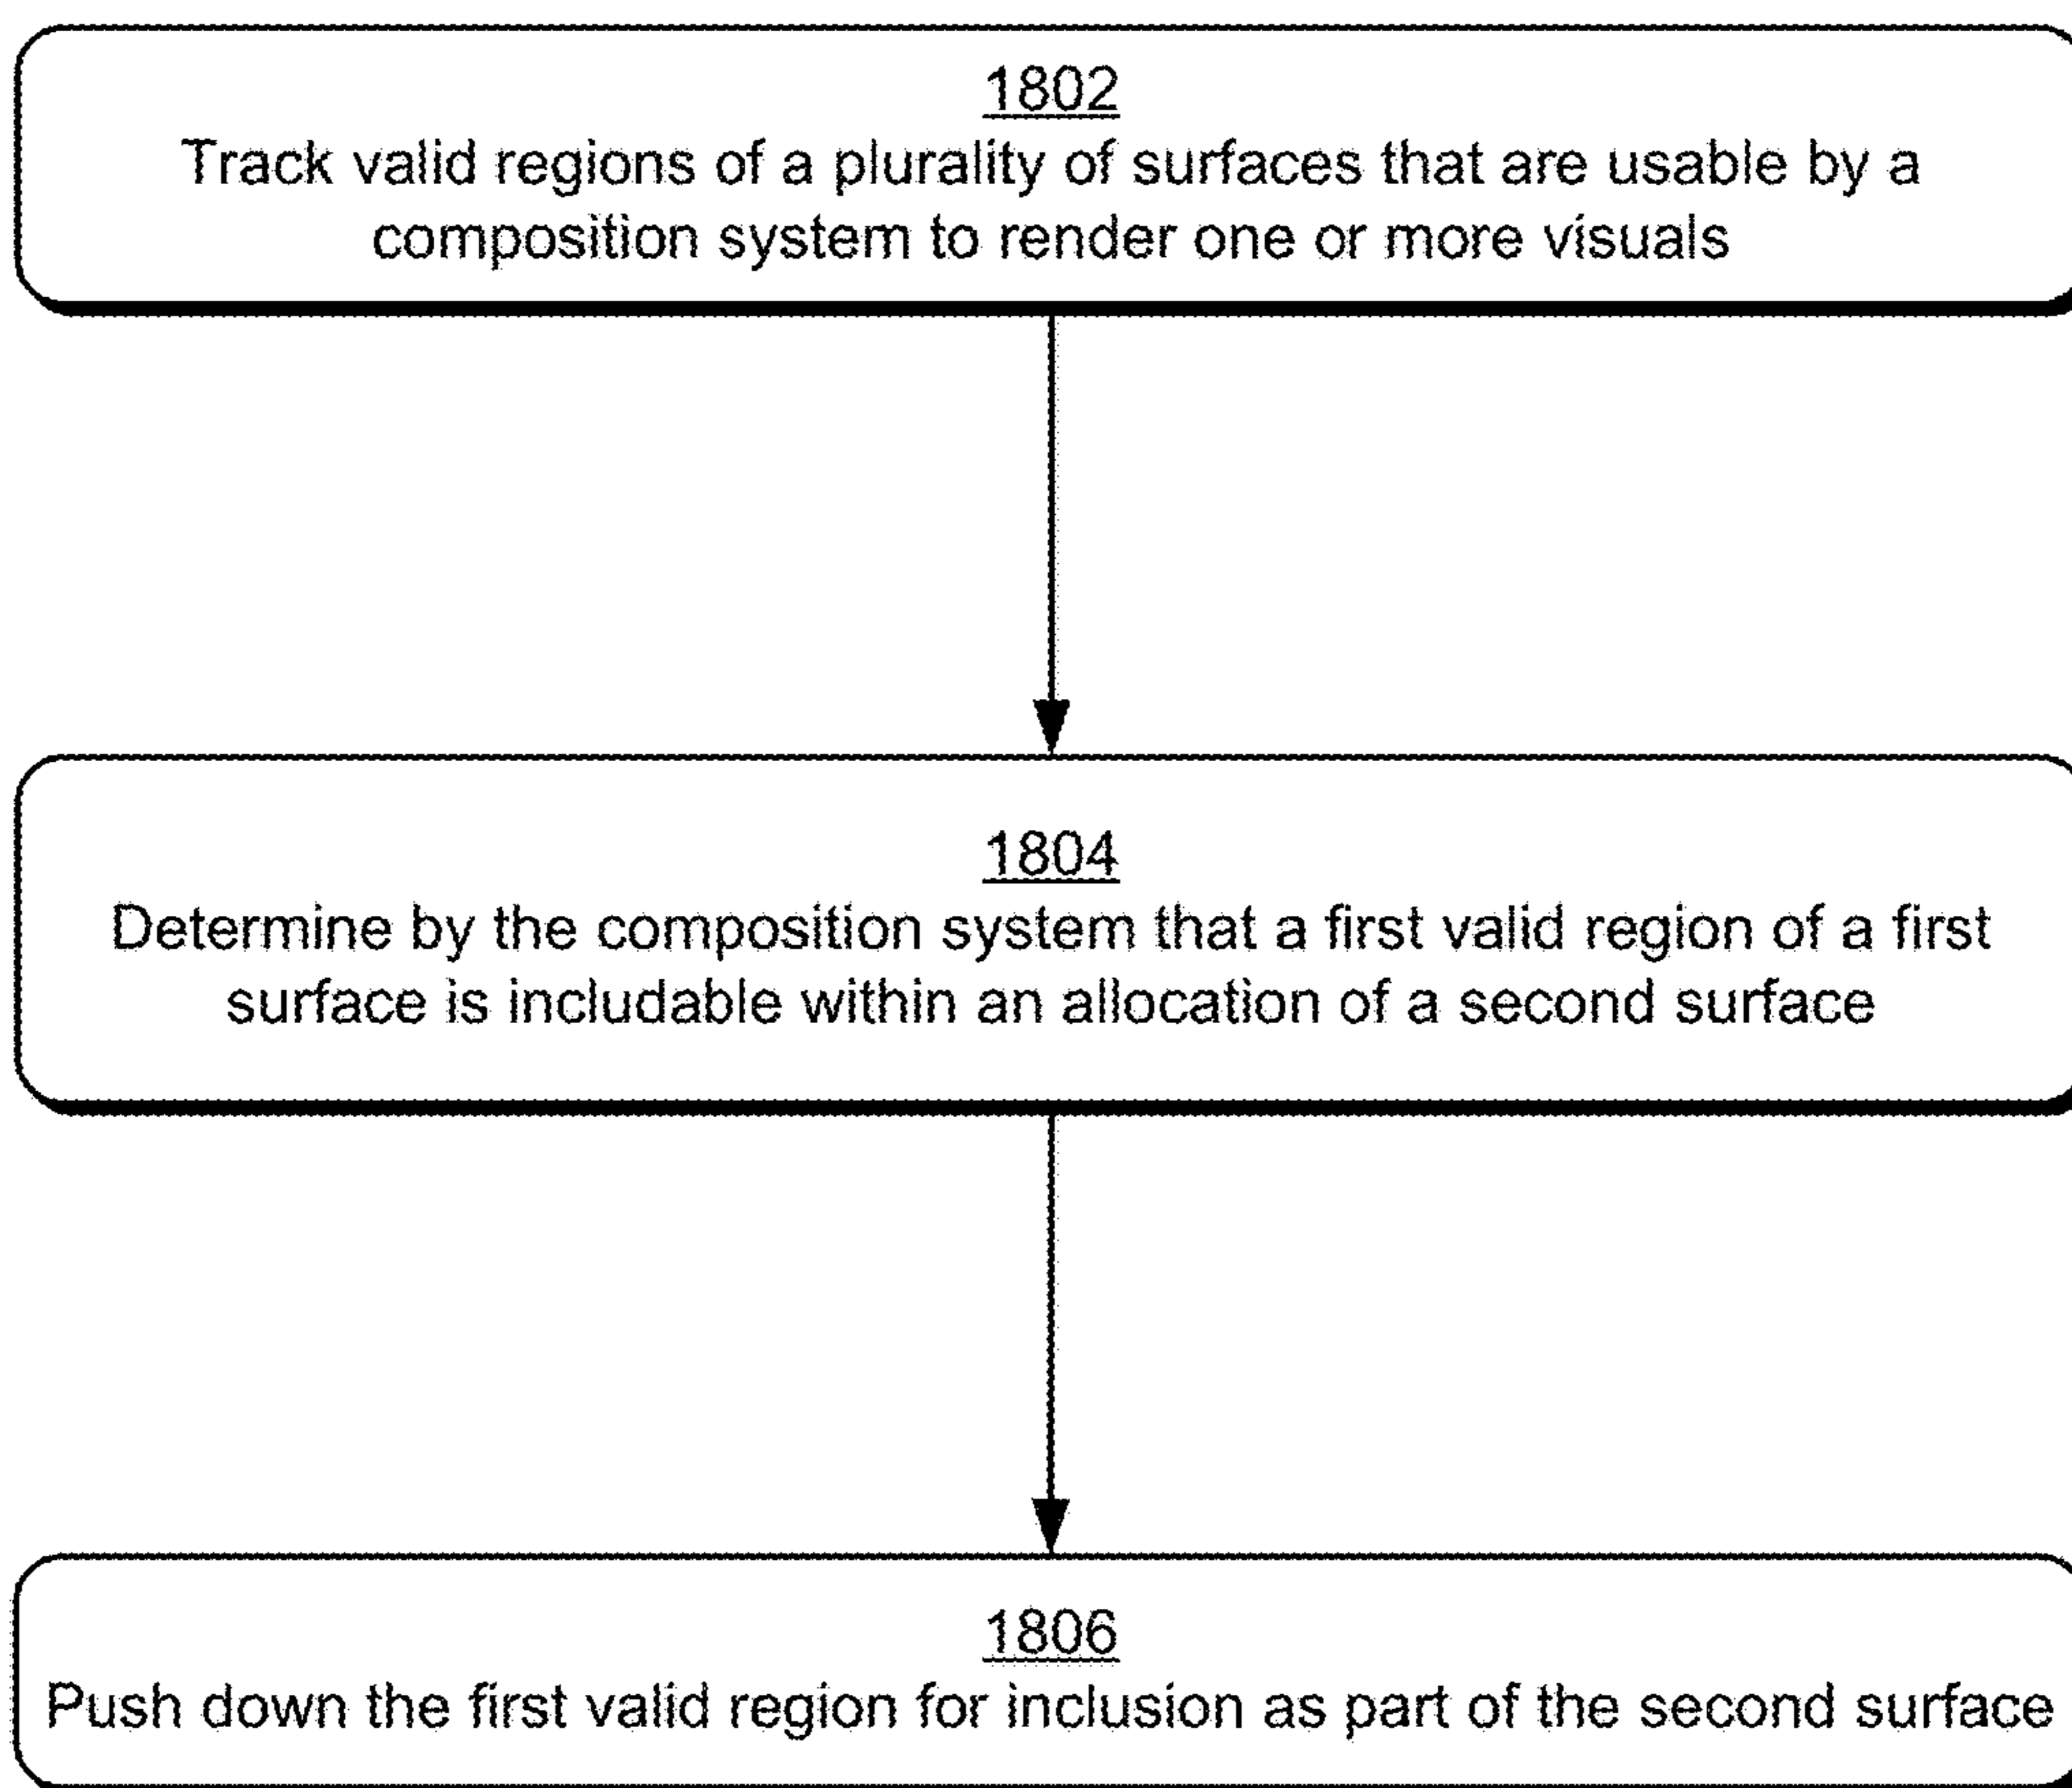 1802
Track valid regions of a plurality of surfaces that are usable by a
composition system to render one or more visuals
1804
Determine by the composition system that a first valid region of a first
surface is includable within an allocation of a second surface
1806
Push down the first valid region for inclusion as part of the second surface